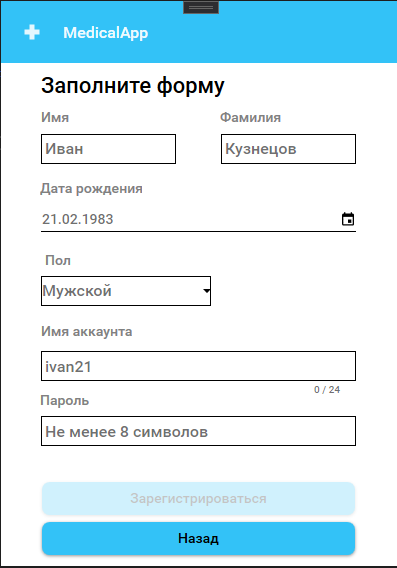 MedicalApp
Заполните форму
Имя Фамилия
Иван Кузнецов
Дата рождения
21.02.1983
Пол
Мужской
Имя аккаунта
ivan21
0 / 24
Пароль
Не менее 8 символов
Зарегистрироваться
Назад